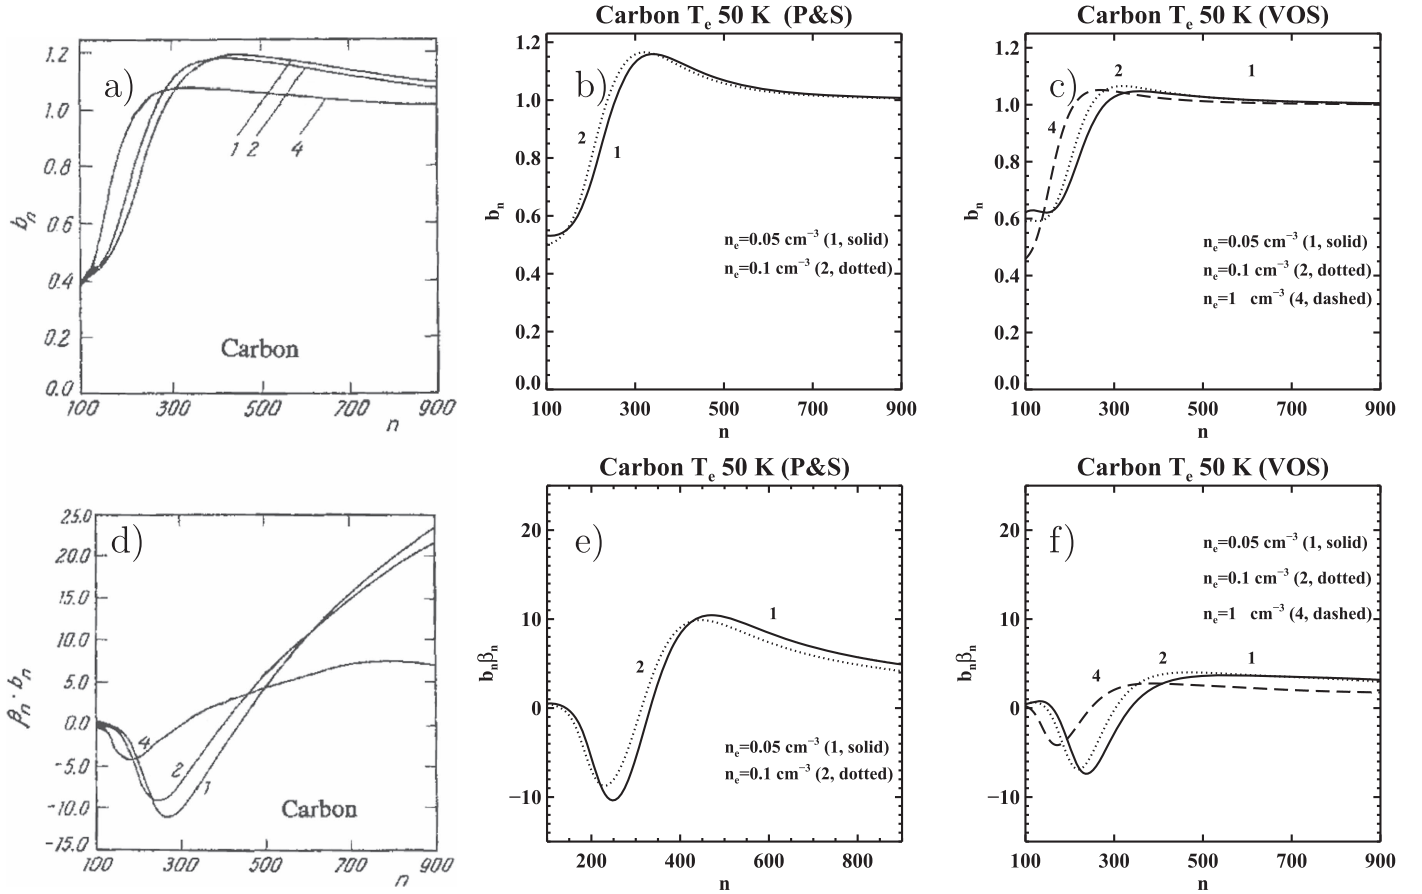 a)
1.2
1.0
0.8
0.6
0.4
0.2
0.0
100 300 500 700 900
b_n
n
1 2 4
Carbon
Carbon T_e 50 K (P&S)
b)
1.2
1.0
0.8
0.6
0.4
0.2
0.0
100 300 500 700 900
b_n
n
2
1
n_e=0.05 cm⁻³ (1, solid)
n_e=0.1 cm⁻³ (2, dotted)
Carbon T_e 50 K (VOS)
c)
1.2
1.0
0.8
0.6
0.4
0.2
0.0
100 300 500 700 900
b_n
n
2 1
4
n_e=0.05 cm⁻³ (1, solid)
n_e=0.1 cm⁻³ (2, dotted)
n_e=1 cm⁻³ (4, dashed)
d)
25.0
20.0
15.0
10.0
5.0
0.0
-5.0
-10.0
-15.0
100 300 500 700 900
β_n · b_n
n
4
2
1
Carbon
Carbon T_e 50 K (P&S)
e)
20
10
0
−10
200 400 600 800
b_nβ_n
n
1
2
n_e=0.05 cm⁻³ (1, solid)
n_e=0.1 cm⁻³ (2, dotted)
Carbon T_e 50 K (VOS)
f)
20
10
0
−10
100 300 500 700 900
b_nβ_n
n
n_e=0.05 cm⁻³ (1, solid)
n_e=0.1 cm⁻³ (2, dotted)
n_e=1 cm⁻³ (4, dashed)
2 1
4